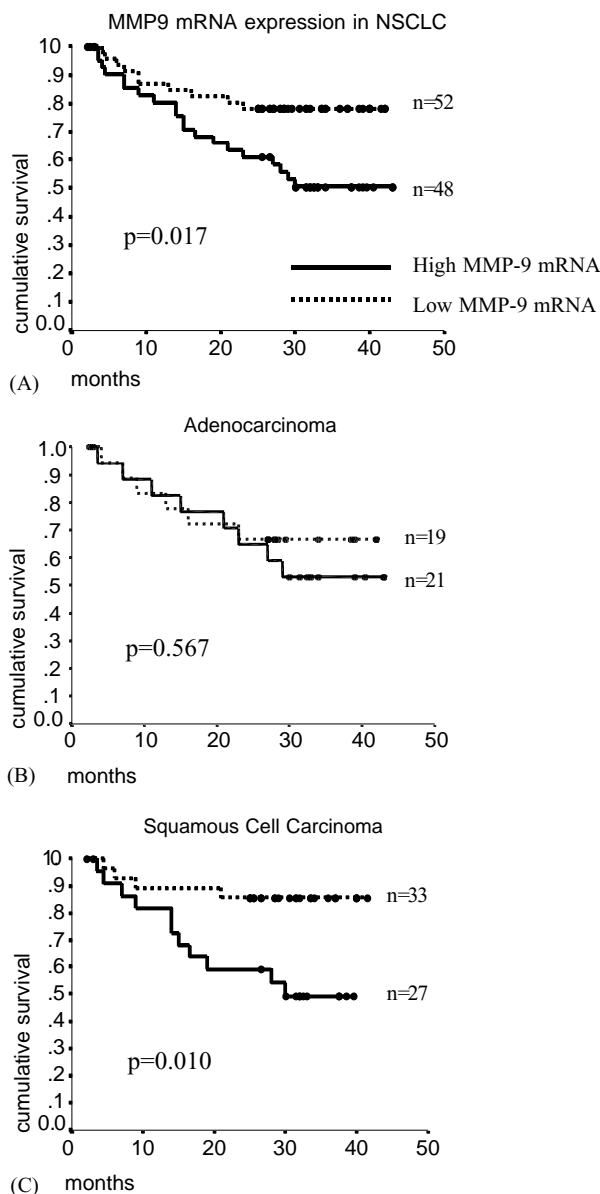 MMP9 mRNA expression in NSCLC
cumulative survival
10
.9
.8
.7
.6
.5
.4
.3
.2
.1
0.0
n=52
n=48
p=0.017
High MMP-9 mRNA
Low MMP-9 mRNA
0 10 20 30 40 50
(A) months
Adenocarcinoma
cumulative survival
1.0
.9
.8
.7
.6
.5
.4
.3
.2
.1
0.0
n=19
n=21
p=0.567
0 10 20 30 40 50
(B) months
Squamous Cell Carcinoma
cumulative survival
10
.9
.8
.7
.6
.5
.4
.3
.2
.1
0.0
n=33
n=27
p=0.010
0 10 20 30 40 50
(C) months